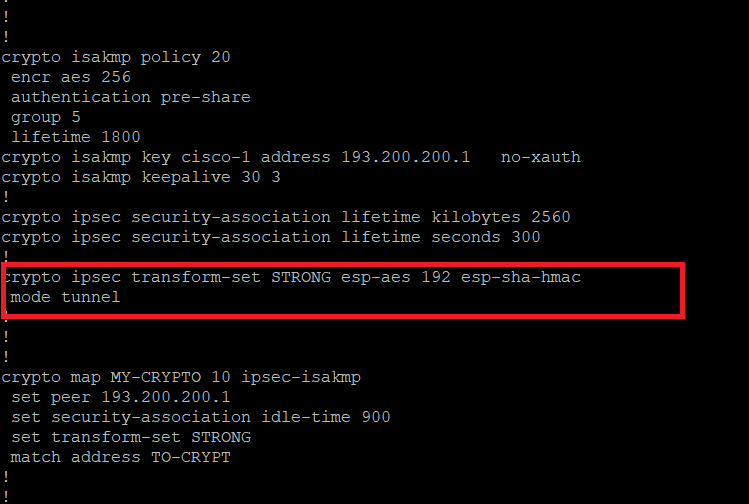 !
!
!
crypto isakmp policy 20
encr aes 256
authentication pre-share
group 5
lifetime 1800
crypto isakmp key cisco-1 address 193.200.200.1   no-xauth
crypto isakmp keepalive 30 3
!
crypto ipsec security-association lifetime kilobytes 2560
crypto ipsec security-association lifetime seconds 300
!
crypto ipsec transform-set STRONG esp-aes 192 esp-sha-hmac
mode tunnel
!
!
!
crypto map MY-CRYPTO 10 ipsec-isakmp
set peer 193.200.200.1
set security-association idle-time 900
set transform-set STRONG
match address TO-CRYPT
!
!